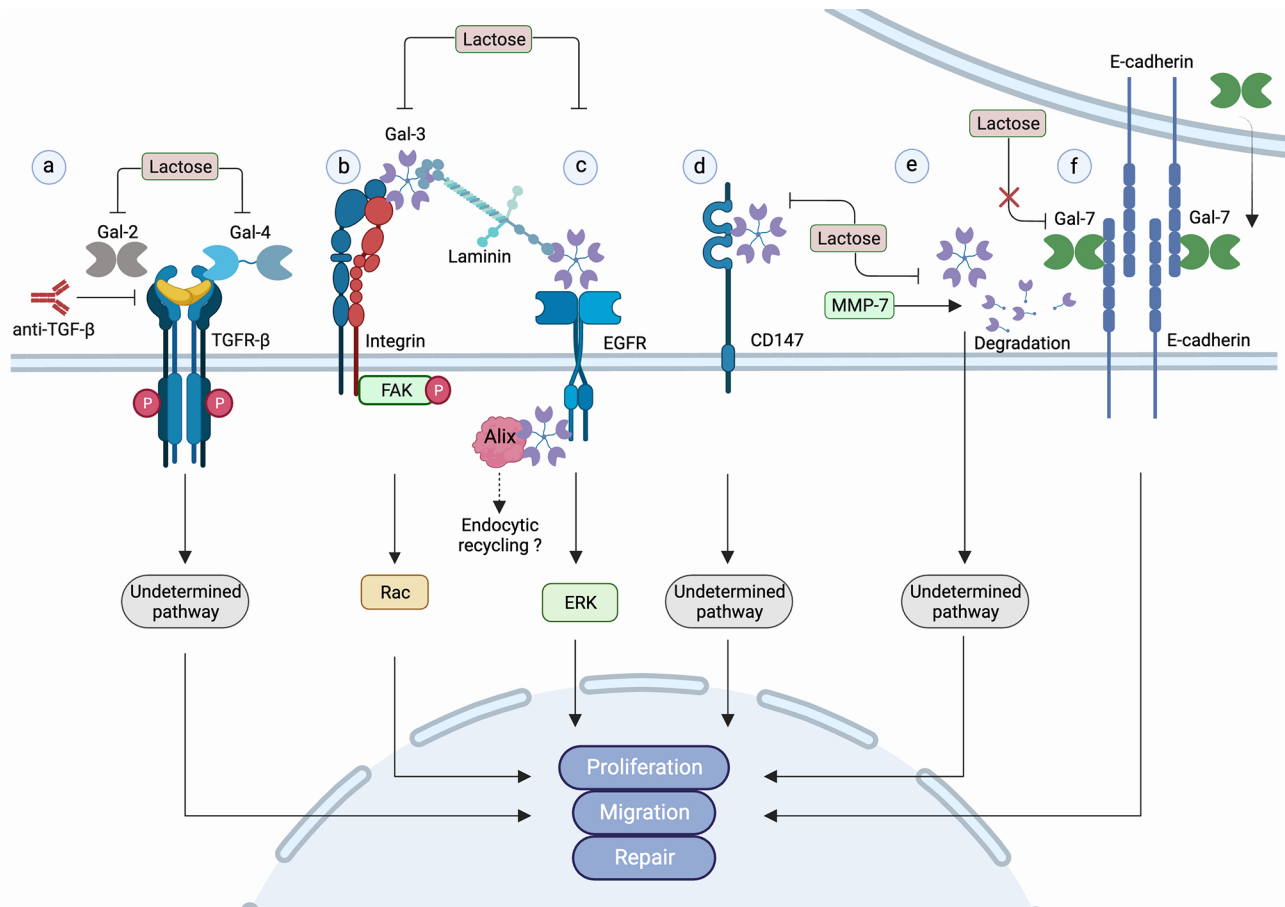 Lactose
E-cadherin
Lactose
Gal-3
a
Lactose
b
c
d
e
f
Gal-2
Gal-4
Gal-7
Gal-7
Lactose
Laminin
MMP-7
anti-TGF-β
TGFR-β
Integrin
EGFR
CD147
Degradation
E-cadherin
P
P
FAK
P
Alix
Endocytic
recycling ?
Undetermined
pathway
Rac
ERK
Undetermined
pathway
Undetermined
pathway
Proliferation
Migration
Repair